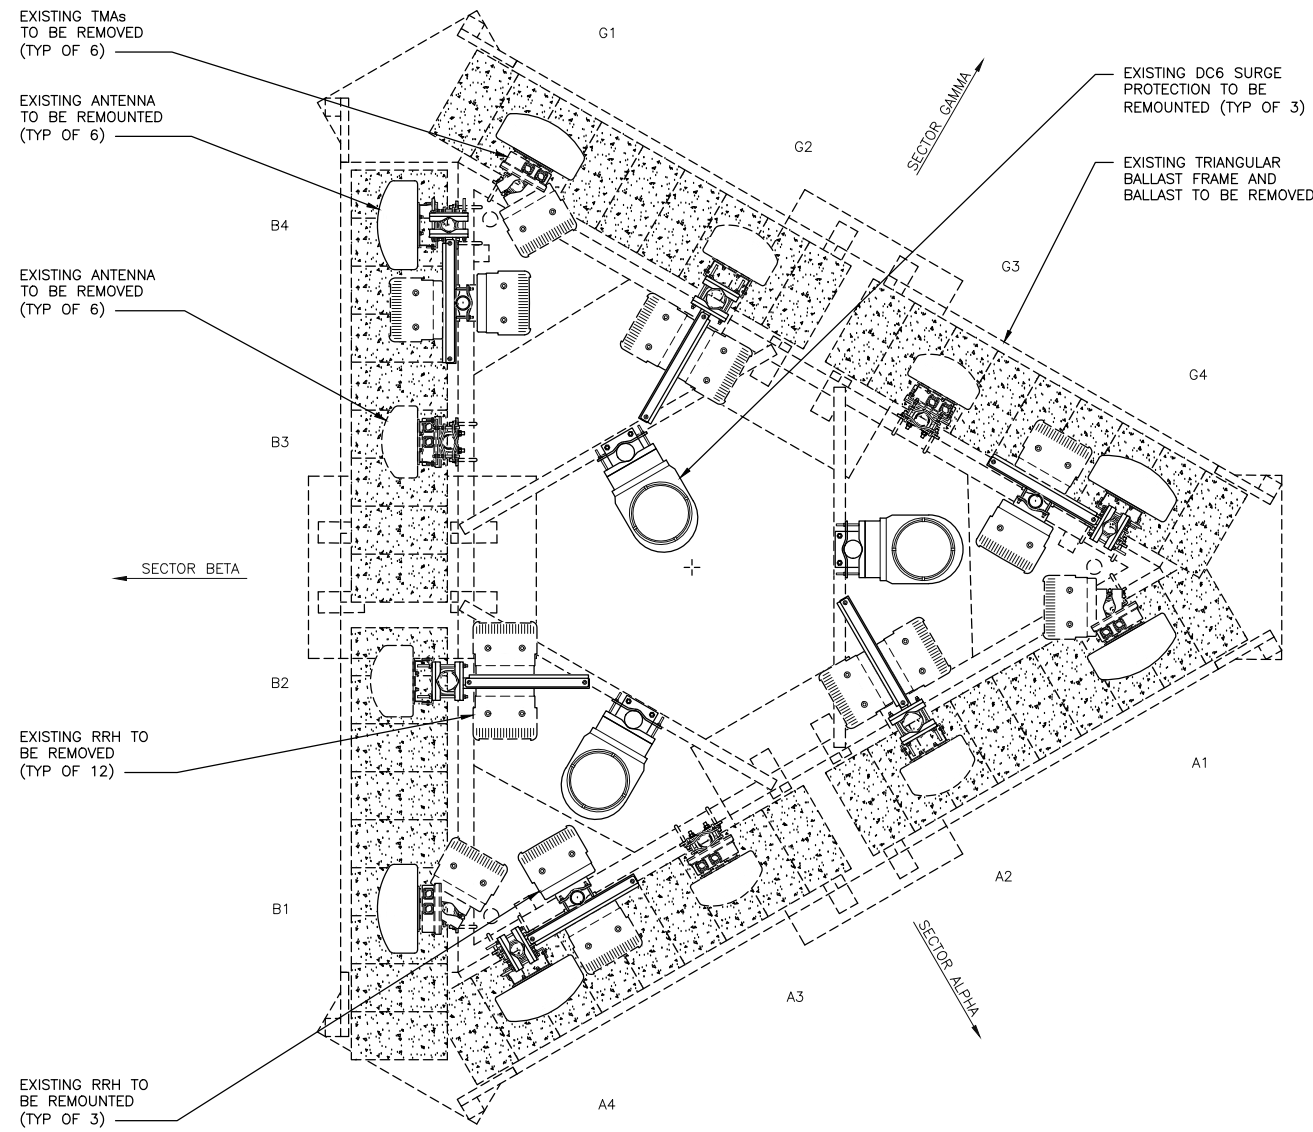 EXISTING TMAs
TO BE REMOVED
(TYP OF 6)
EXISTING ANTENNA
TO BE REMOUNTED
(TYP OF 6)
EXISTING ANTENNA
TO BE REMOVED
(TYP OF 6)
EXISTING RRH TO
BE REMOVED
(TYP OF 12)
EXISTING RRH TO
BE REMOUNTED
(TYP OF 3)
EXISTING DC6 SURGE
PROTECTION TO BE
REMOUNTED (TYP OF 3)
EXISTING TRIANGULAR
BALLAST FRAME AND
BALLAST TO BE REMOVED
G1
G2
G3
G4
SECTOR GAMMA
B4
B3
SECTOR BETA
B2
B1
A1
A2
A3
A4
SECTOR ALPHA